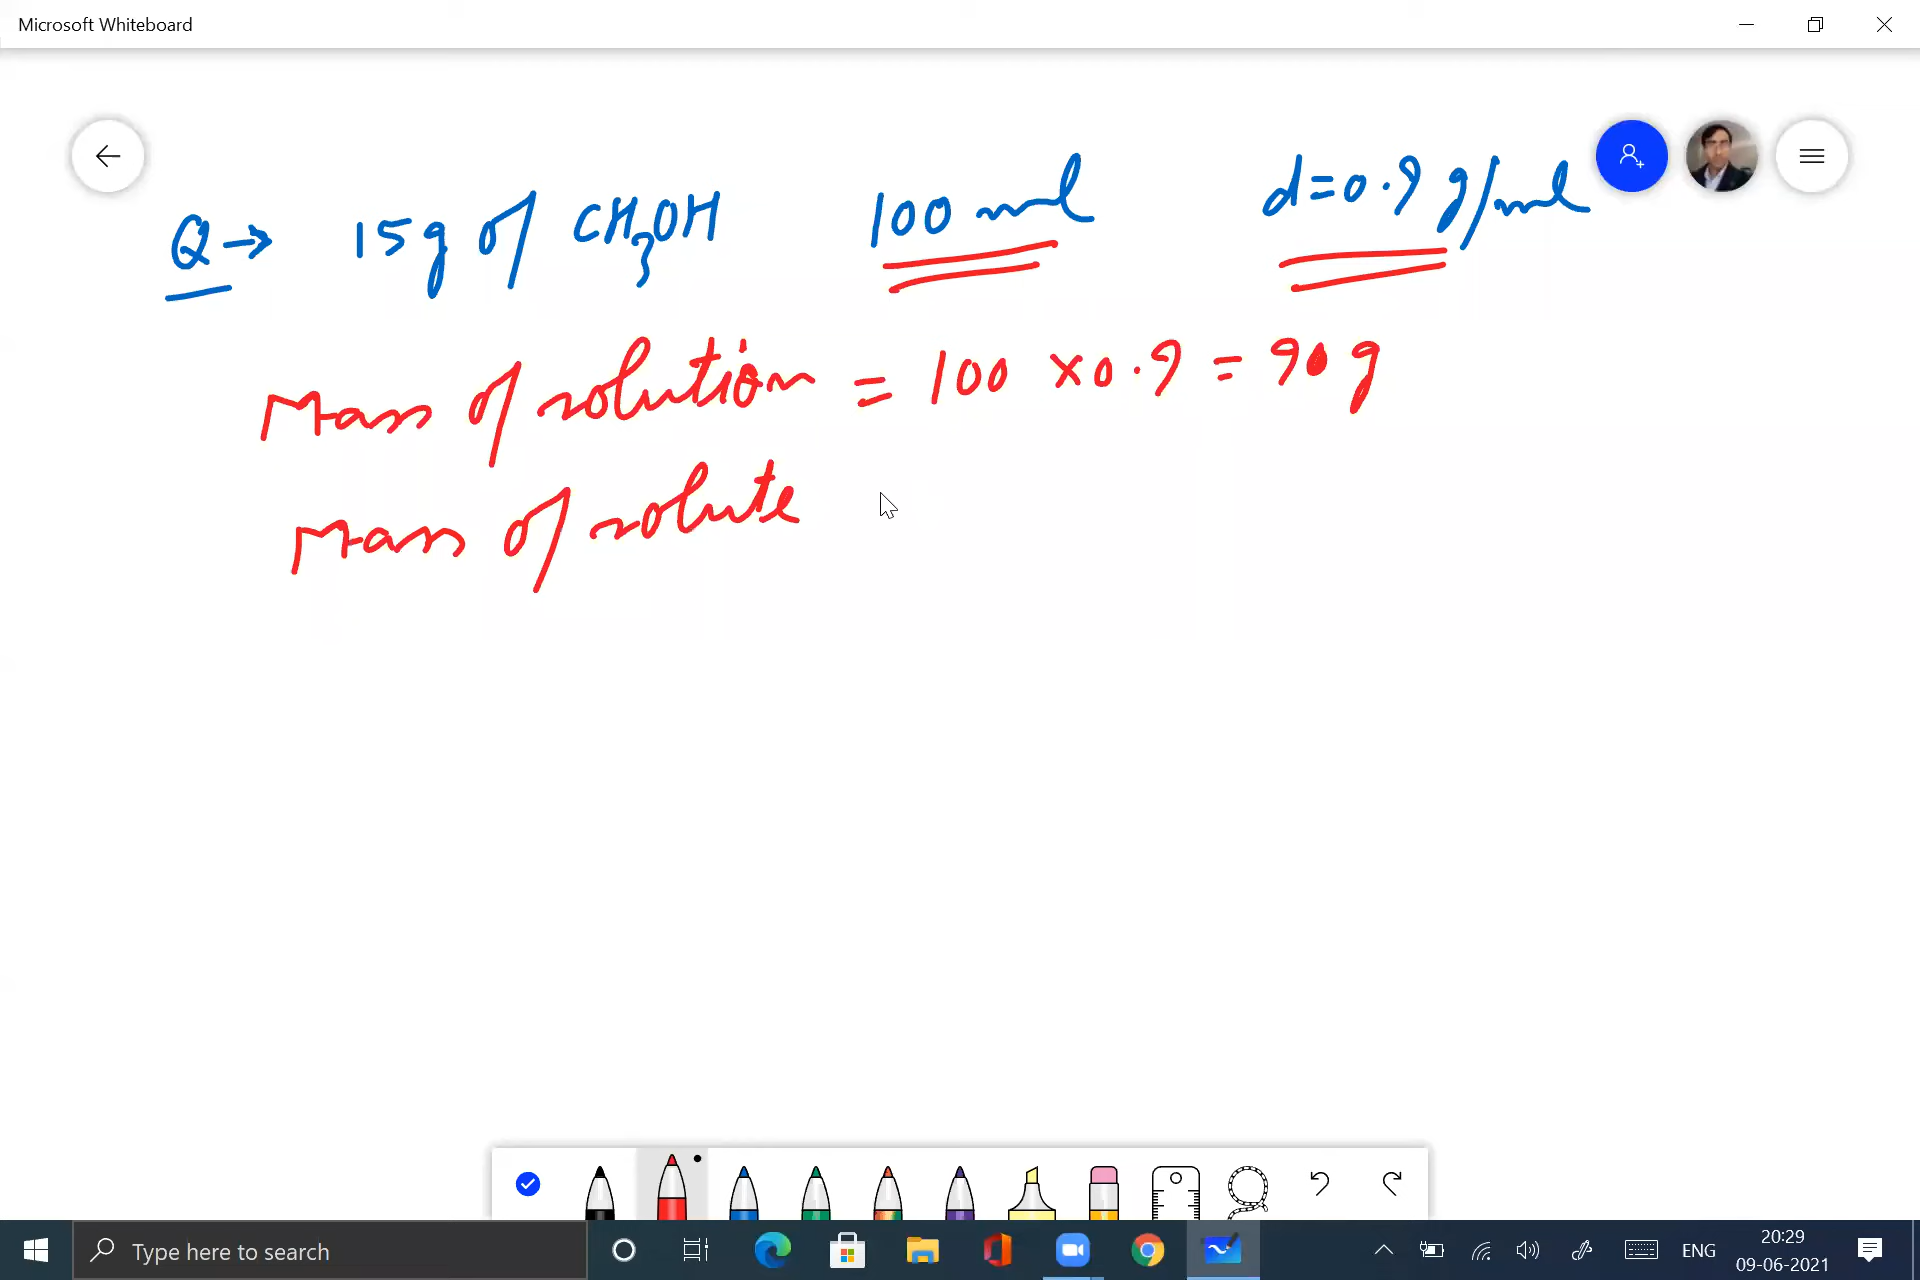 Microsoft Whiteboard
Q → 15g of CH₃OH 100 ml d=0.9 g/ml
Mass of solution = 100 × 0.9 = 90 g
Mass of solute
Type here to search
ENG
20:29
09-06-2021